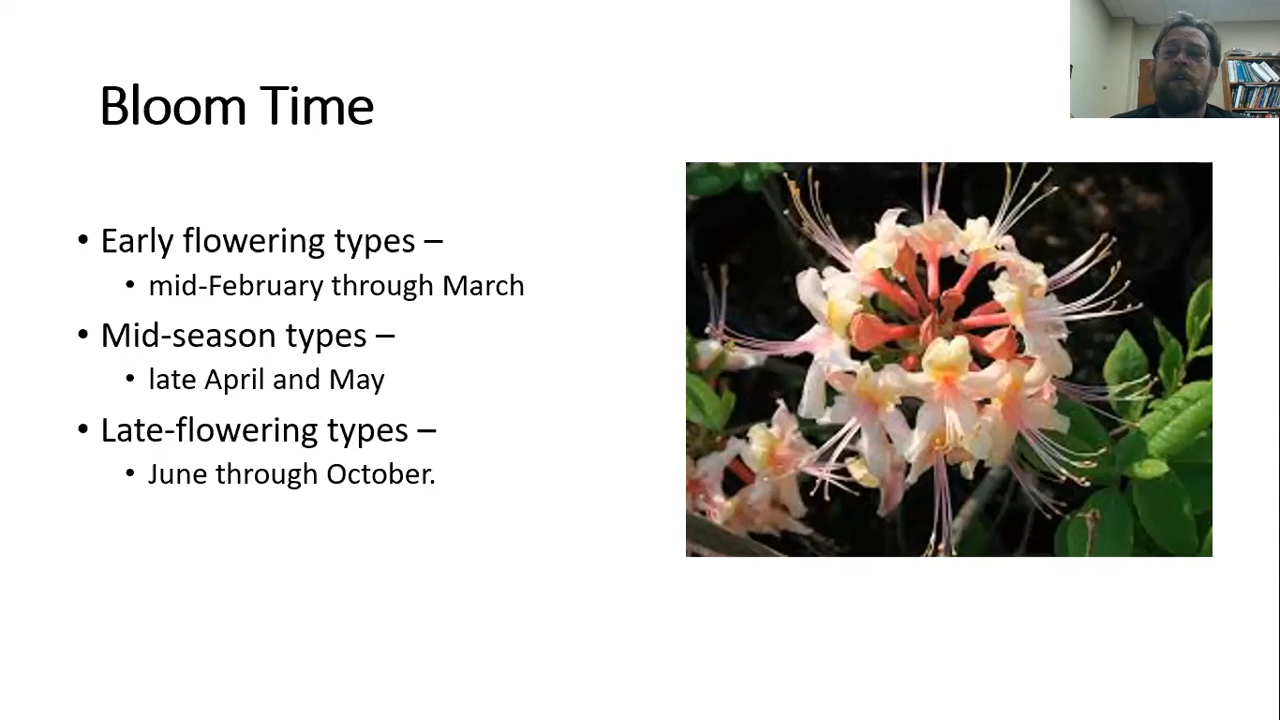 Bloom Time
• Early flowering types –
• mid-February through March
• Mid-season types –
• late April and May
• Late-flowering types –
• June through October.